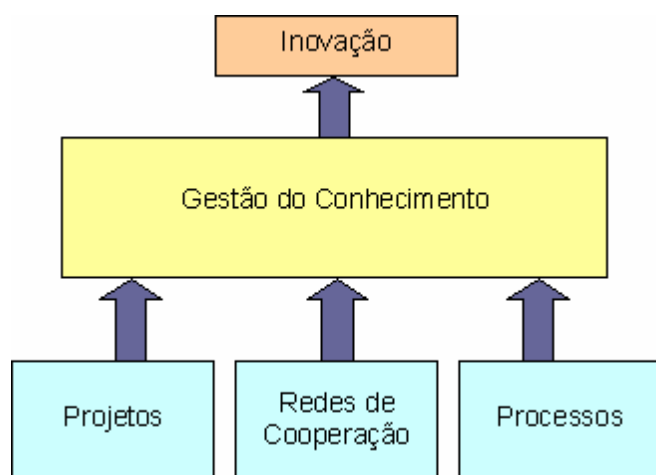 Inovação
Gestão do Conhecimento
Projetos
Redes de
Cooperação
Processos